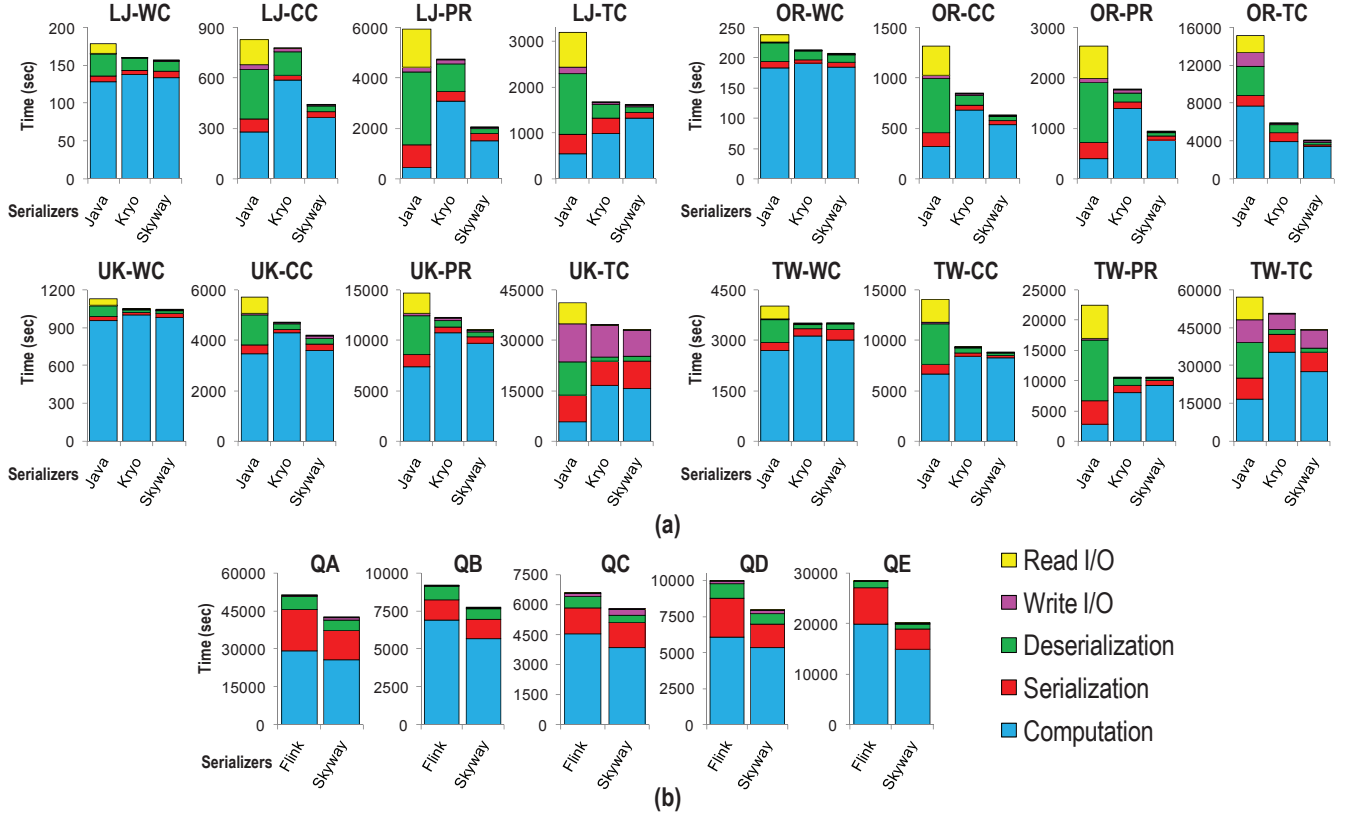 LJ-WC LJ-CC LJ-PR LJ-TC OR-WC OR-CC OR-PR OR-TC
Time (sec)
200 150 100 50 0
900 600 300 0
6000 4000 2000 0
3000 2000 1000 0
250 200 150 100 50 0
1500 1000 500 0
3000 2000 1000 0
16000 12000 8000 4000 0
Serializers Java Kryo Skyway Java Kryo Skyway Java Kryo Skyway Java Kryo Skyway Java Kryo Skyway Java Kryo Skyway Java Kryo Skyway Java Kryo Skyway
UK-WC UK-CC UK-PR UK-TC TW-WC TW-CC TW-PR TW-TC
Time (sec)
1200 900 600 300 0
6000 4000 2000 0
15000 10000 5000 0
45000 30000 15000 0
4500 3000 1500 0
15000 10000 5000 0
25000 20000 15000 10000 5000 0
60000 45000 30000 15000 0
Serializers Java Kryo Skyway Java Kryo Skyway Java Kryo Skyway Java Kryo Skyway Java Kryo Skyway Java Kryo Skyway Java Kryo Skyway Java Kryo Skyway
(a)
QA QB QC QD QE
Time (sec)
60000 45000 30000 15000 0
10000 7500 5000 2500 0
7500 6000 4500 3000 1500 0
10000 7500 5000 2500 0
30000 20000 10000 0
Serializers Flink Skyway Flink Skyway Flink Skyway Flink Skyway Flink Skyway
(b)
Read I/O
Write I/O
Deserialization
Serialization
Computation